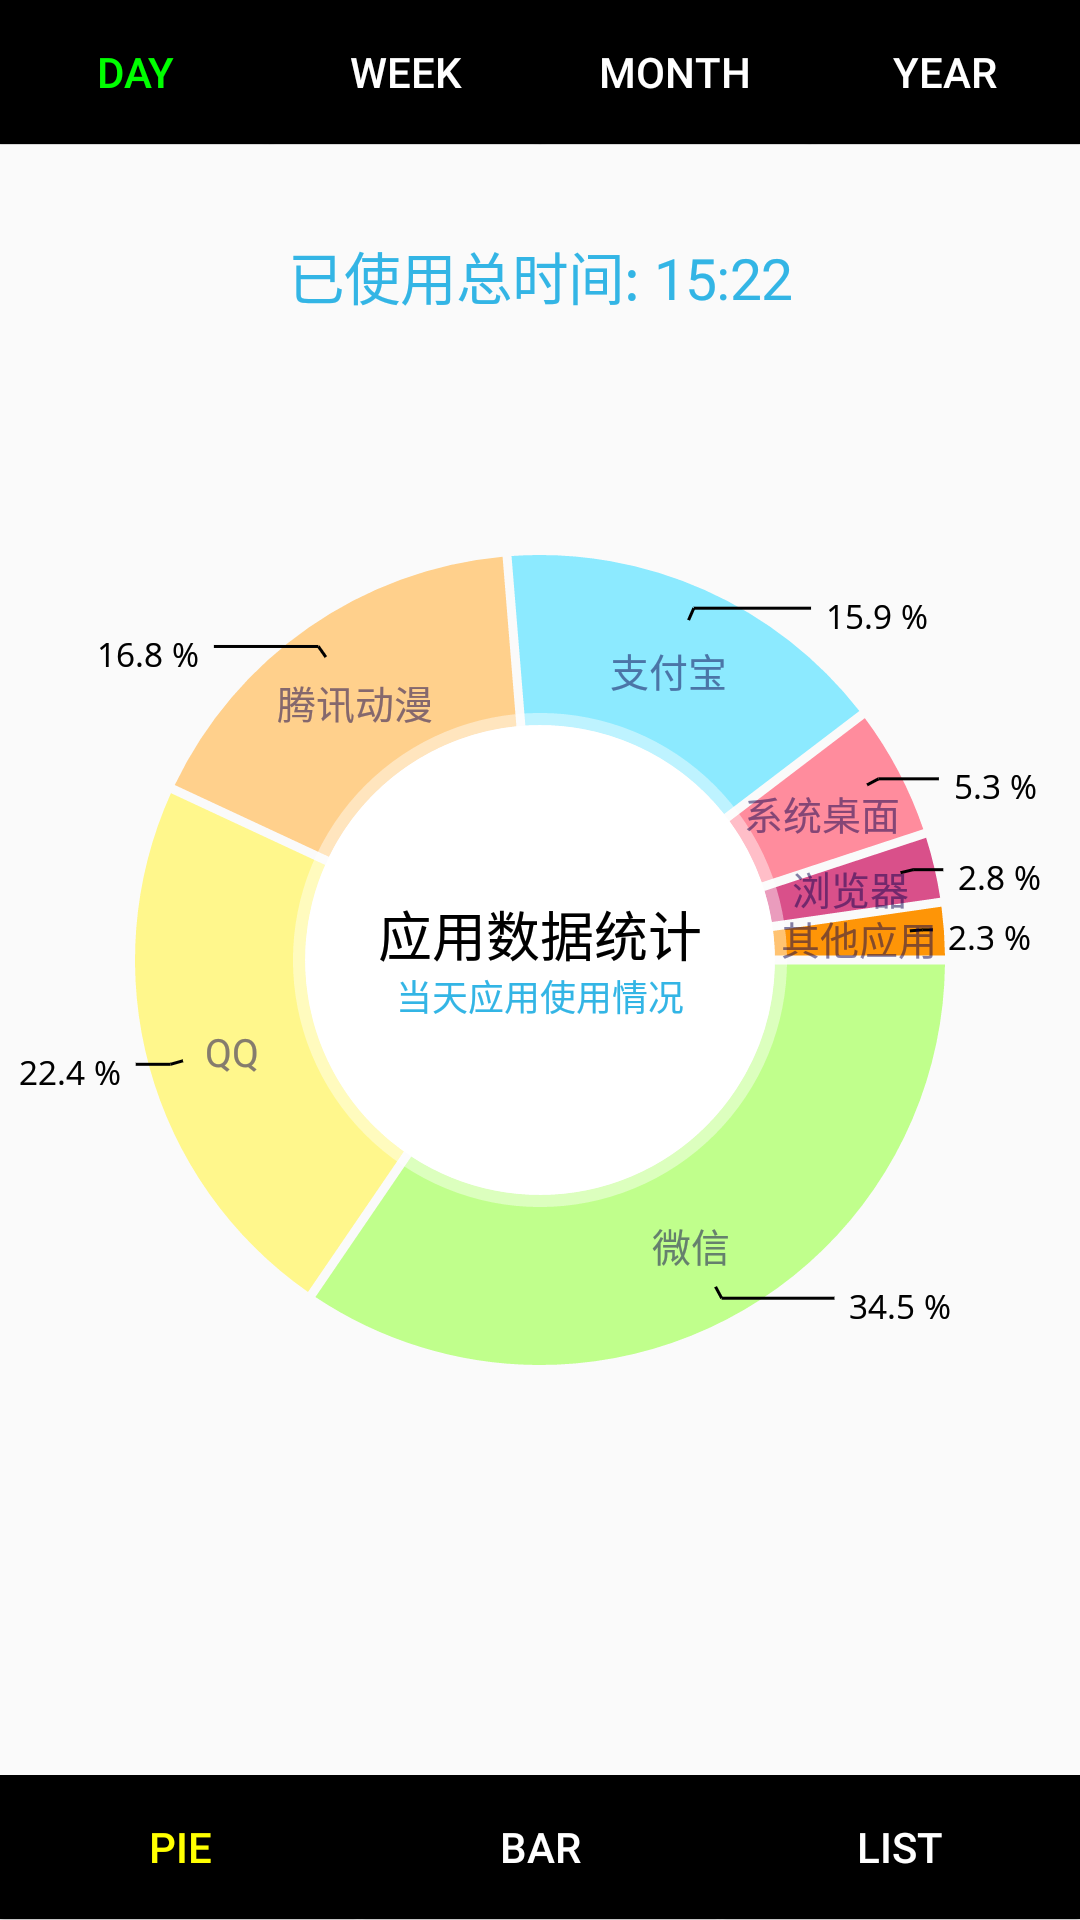 DAY WEEK MONTH YEAR
已使用总时间: 15:22
15.9 %
支付宝
16.8 %
腾讯动漫
5.3 %
系统桌面
2.8 %
浏览器
2.3 %
其他应用
应用数据统计
当天应用使用情况
QQ
22.4 %
微信
34.5 %
PIE BAR LIST